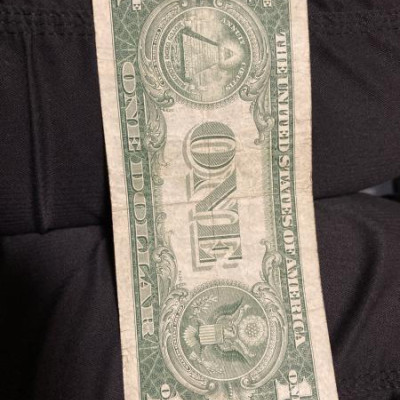 THE UNITED STATES OF AMERICA
ONE
ONE DOLLAR